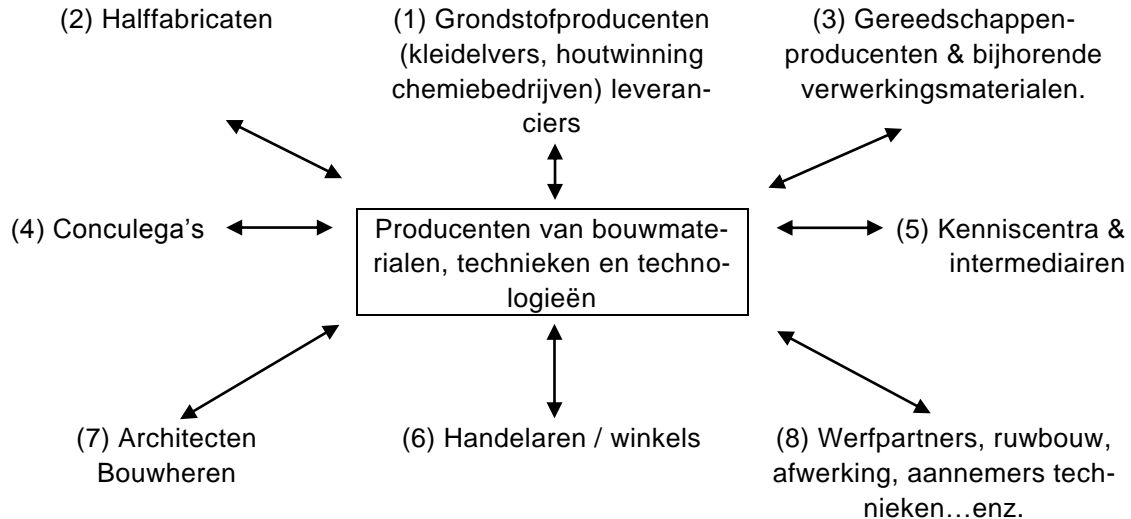 (2) Halffabricaten
(1) Grondstofproducenten
(kleidelvers, houtwinning
chemiebedrijven) leveran-
ciers
(3) Gereedschappen-
producenten & bijhorende
verwerkingsmaterialen.
(4) Conculega's
Producenten van bouwmate-
rialen, technieken en techno-
logieën
(5) Kenniscentra &
intermediairen
(7) Architecten
Bouwheren
(6) Handelaren / winkels
(8) Werfpartners, ruwbouw,
afwerking, aannemers tech-
nieken…enz.